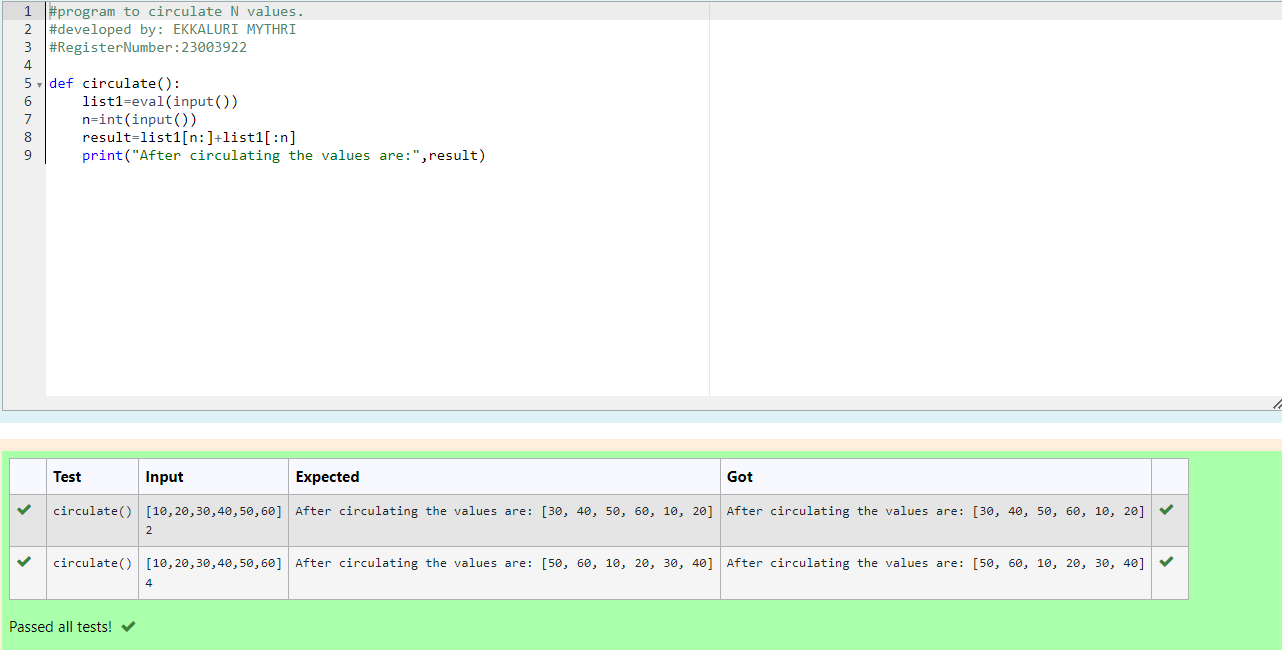 1 #program to circulate N values.
2 #developed by: EKKALURI MYTHRI
3 #RegisterNumber:23003922
4
5 def circulate():
6     list1=eval(input())
7     n=int(input())
8     result=list1[n:]+list1[:n]
9     print("After circulating the values are:",result)
Test Input Expected Got
circulate() [10,20,30,40,50,60] After circulating the values are: [30, 40, 50, 60, 10, 20] After circulating the values are: [30, 40, 50, 60, 10, 20]
2
circulate() [10,20,30,40,50,60] After circulating the values are: [50, 60, 10, 20, 30, 40] After circulating the values are: [50, 60, 10, 20, 30, 40]
4
Passed all tests!